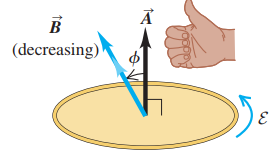 B⃗
(decreasing)
A⃗
ϕ
ℰ